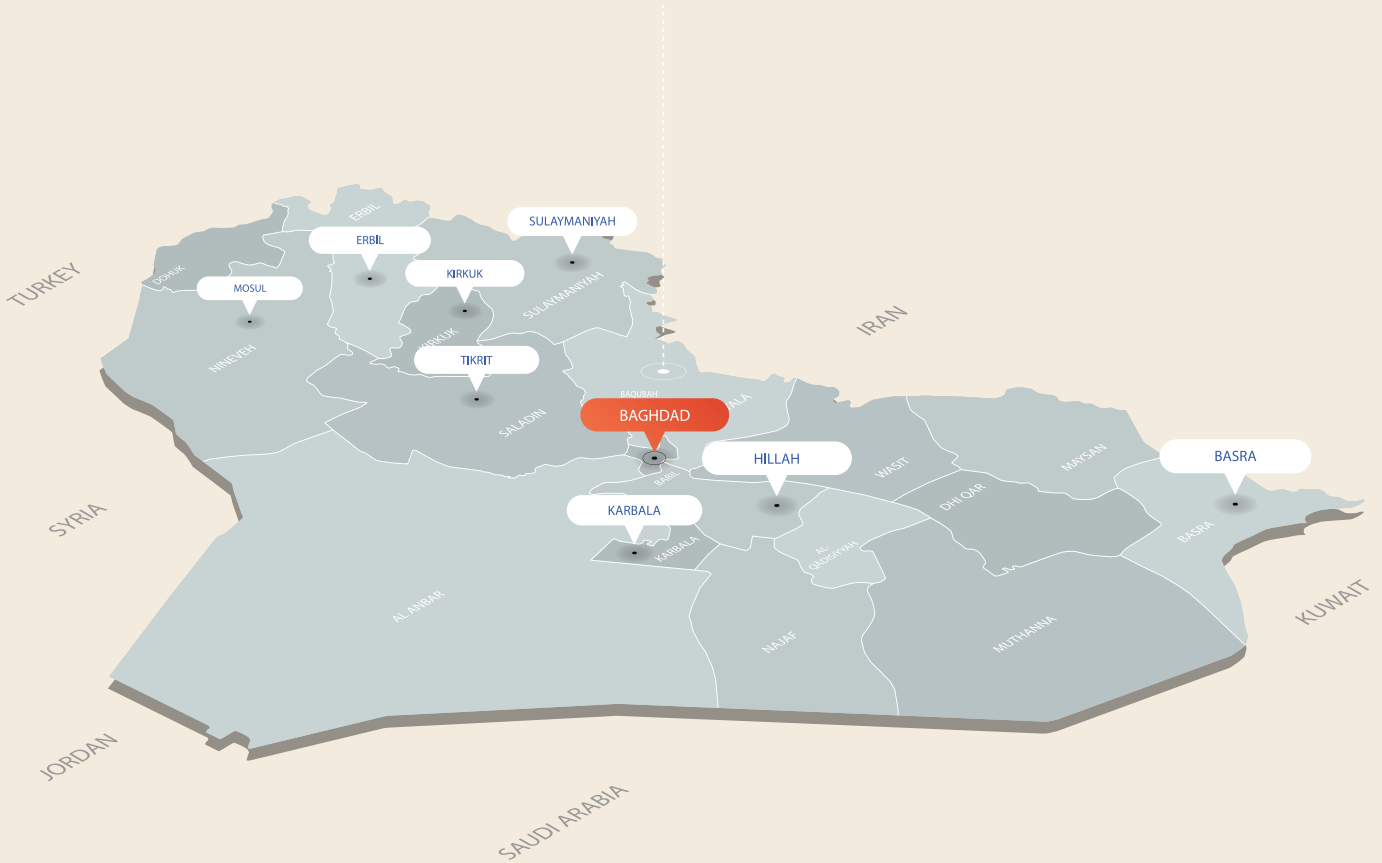 ERBIL
SULAYMANIYAH
ERBIL
DOHUK
KIRKUK
TURKEY
MOSUL
SULAYMANIYAH
IRAN
KIRKUK
NINEVEH
TIKRIT
BAQUBAH
SALADIN
BAGHDAD
HILLAH
WASIT
MAYSAN
BASRA
BABIL
DHI QAR
SYRIA
KARBALA
BASRA
KARBALA
AL-
QADISIYYAH
AL ANBAR
KUWAIT
NAJAF
MUTHANNA
JORDAN
SAUDI ARABIA